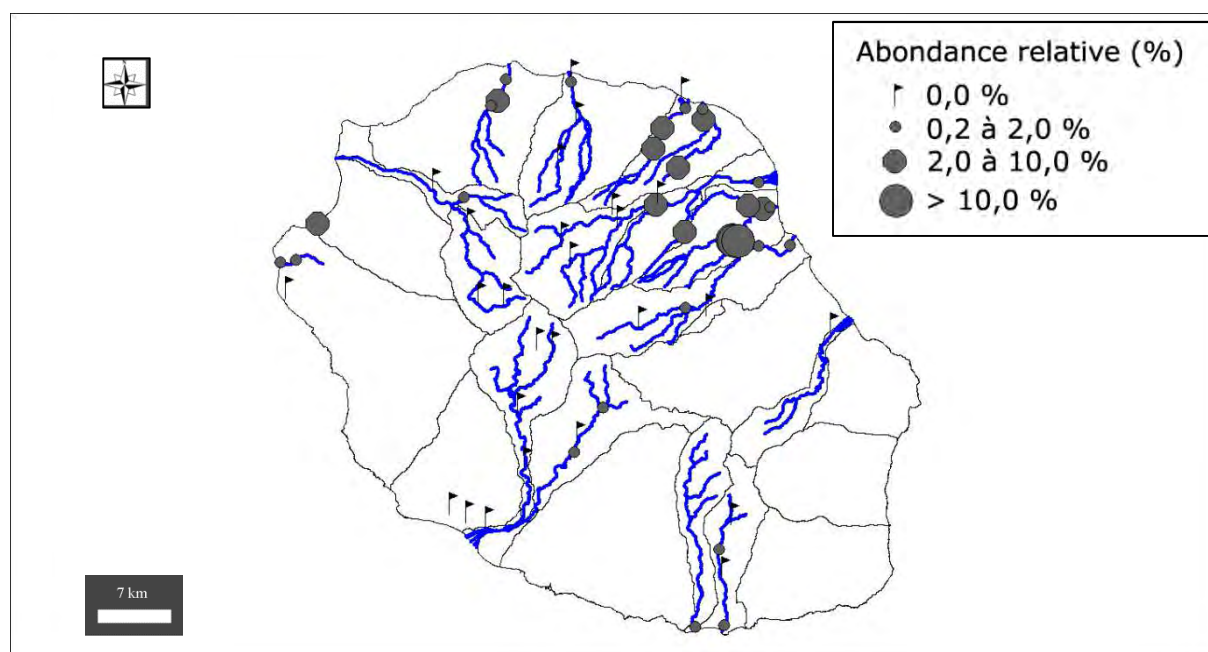 Abondance relative (%)
0,0 %
0,2 à 2,0 %
2,0 à 10,0 %
> 10,0 %
7 km